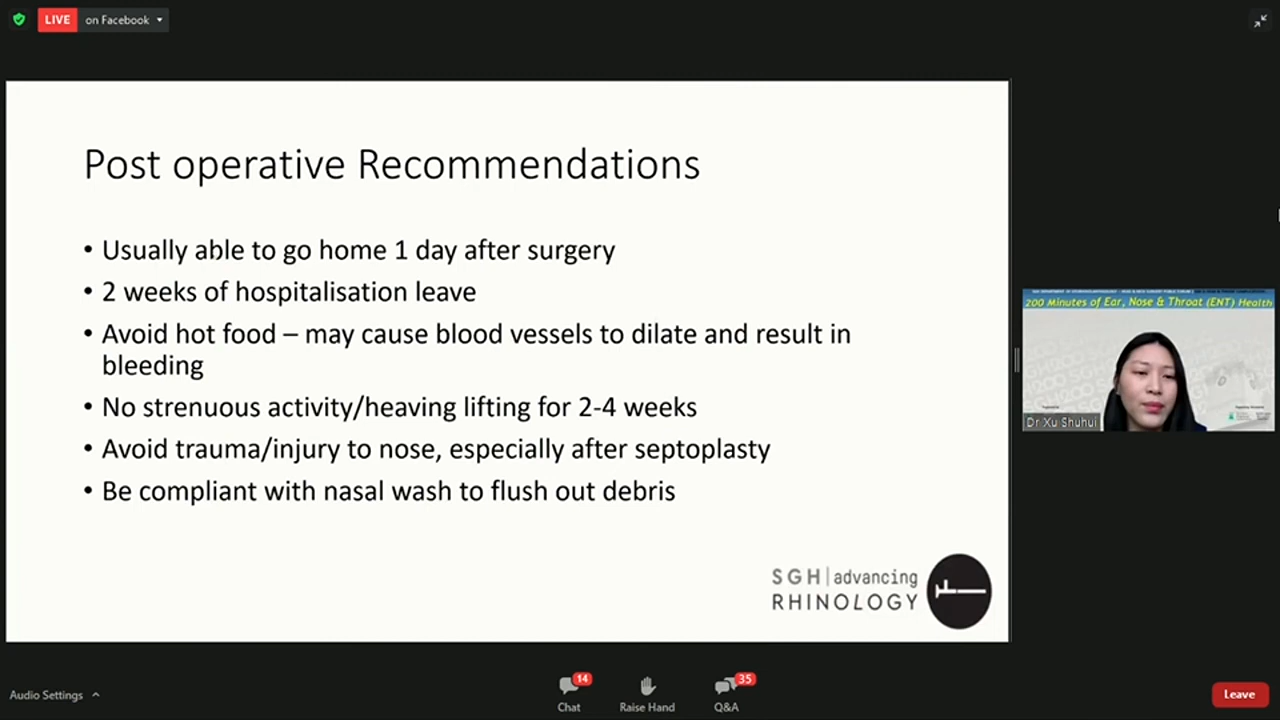 LIVE on Facebook
Post operative Recommendations
• Usually able to go home 1 day after surgery
• 2 weeks of hospitalisation leave
• Avoid hot food – may cause blood vessels to dilate and result in
bleeding
• No strenuous activity/heaving lifting for 2-4 weeks
• Avoid trauma/injury to nose, especially after septoplasty
• Be compliant with nasal wash to flush out debris
SGH | advancing
RHINOLOGY
200 Minutes of Ear, Nose & Throat (ENT) Health
Dr Xu Shuhui
Audio Settings
14
Chat
Raise Hand
35
Q&A
Leave